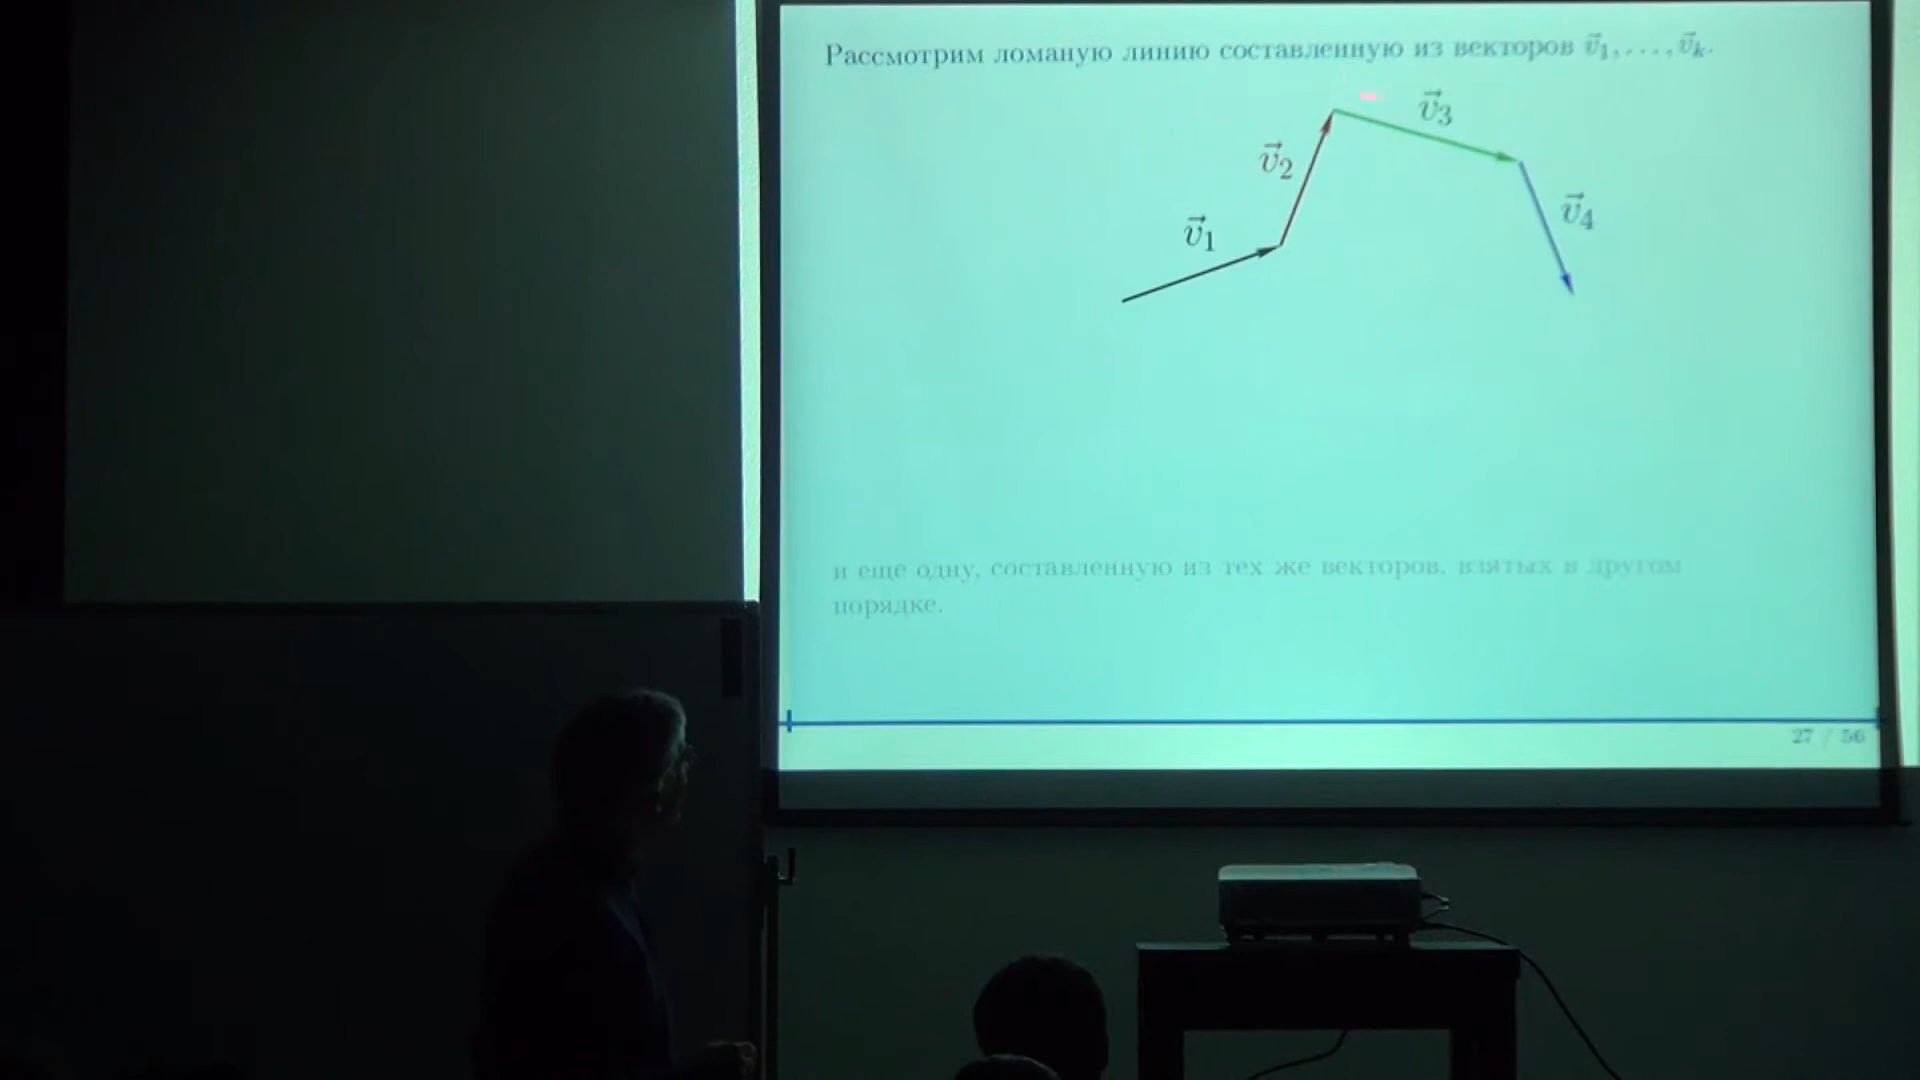 Рассмотрим ломаную линию составленную из векторов v⃗₁, . . . , v⃗ₖ.
v⃗₃
v⃗₂
v⃗₄
v⃗₁
и еще одну, составленную из тех же векторов, взятых в другом
порядке.
27 / 56